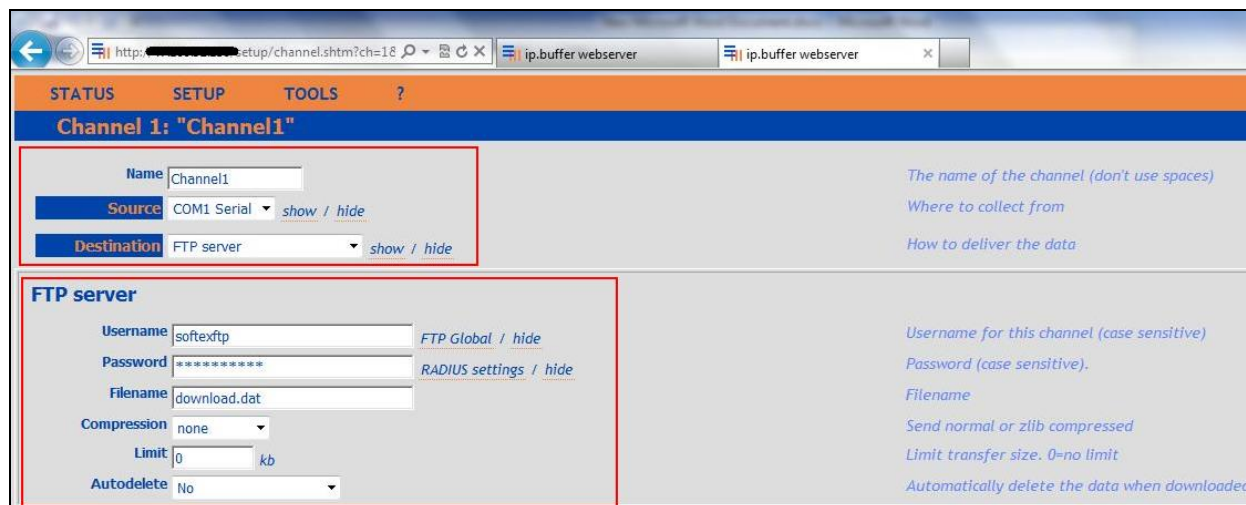 http:/ setup/channel.shtm?ch=18 ip.buffer webserver ip.buffer webserver
STATUS SETUP TOOLS ?
Channel 1: "Channel1"
Name Channel1 The name of the channel (don't use spaces)
Source COM1 Serial show / hide Where to collect from
Destination FTP server show / hide How to deliver the data
FTP server
Username softexftp FTP Global / hide Username for this channel (case sensitive)
Password ********** RADIUS settings / hide Password (case sensitive).
Filename download.dat Filename
Compression none Send normal or zlib compressed
Limit 0 kb Limit transfer size. 0=no limit
Autodelete No Automatically delete the data when downloaded